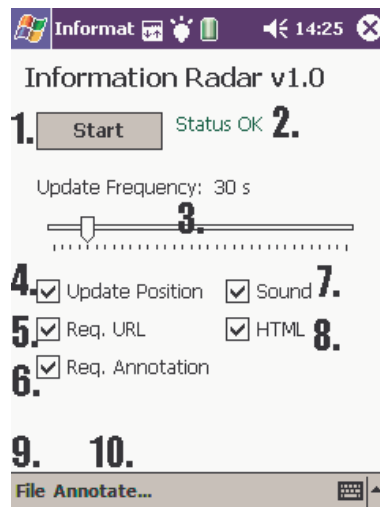 Informat 14:25
Information Radar v1.0
1. Start Status OK 2.
Update Frequency: 30 s
3.
4. Update Position Sound 7.
5. Req. URL HTML 8.
6. Req. Annotation
9. 10.
File Annotate...